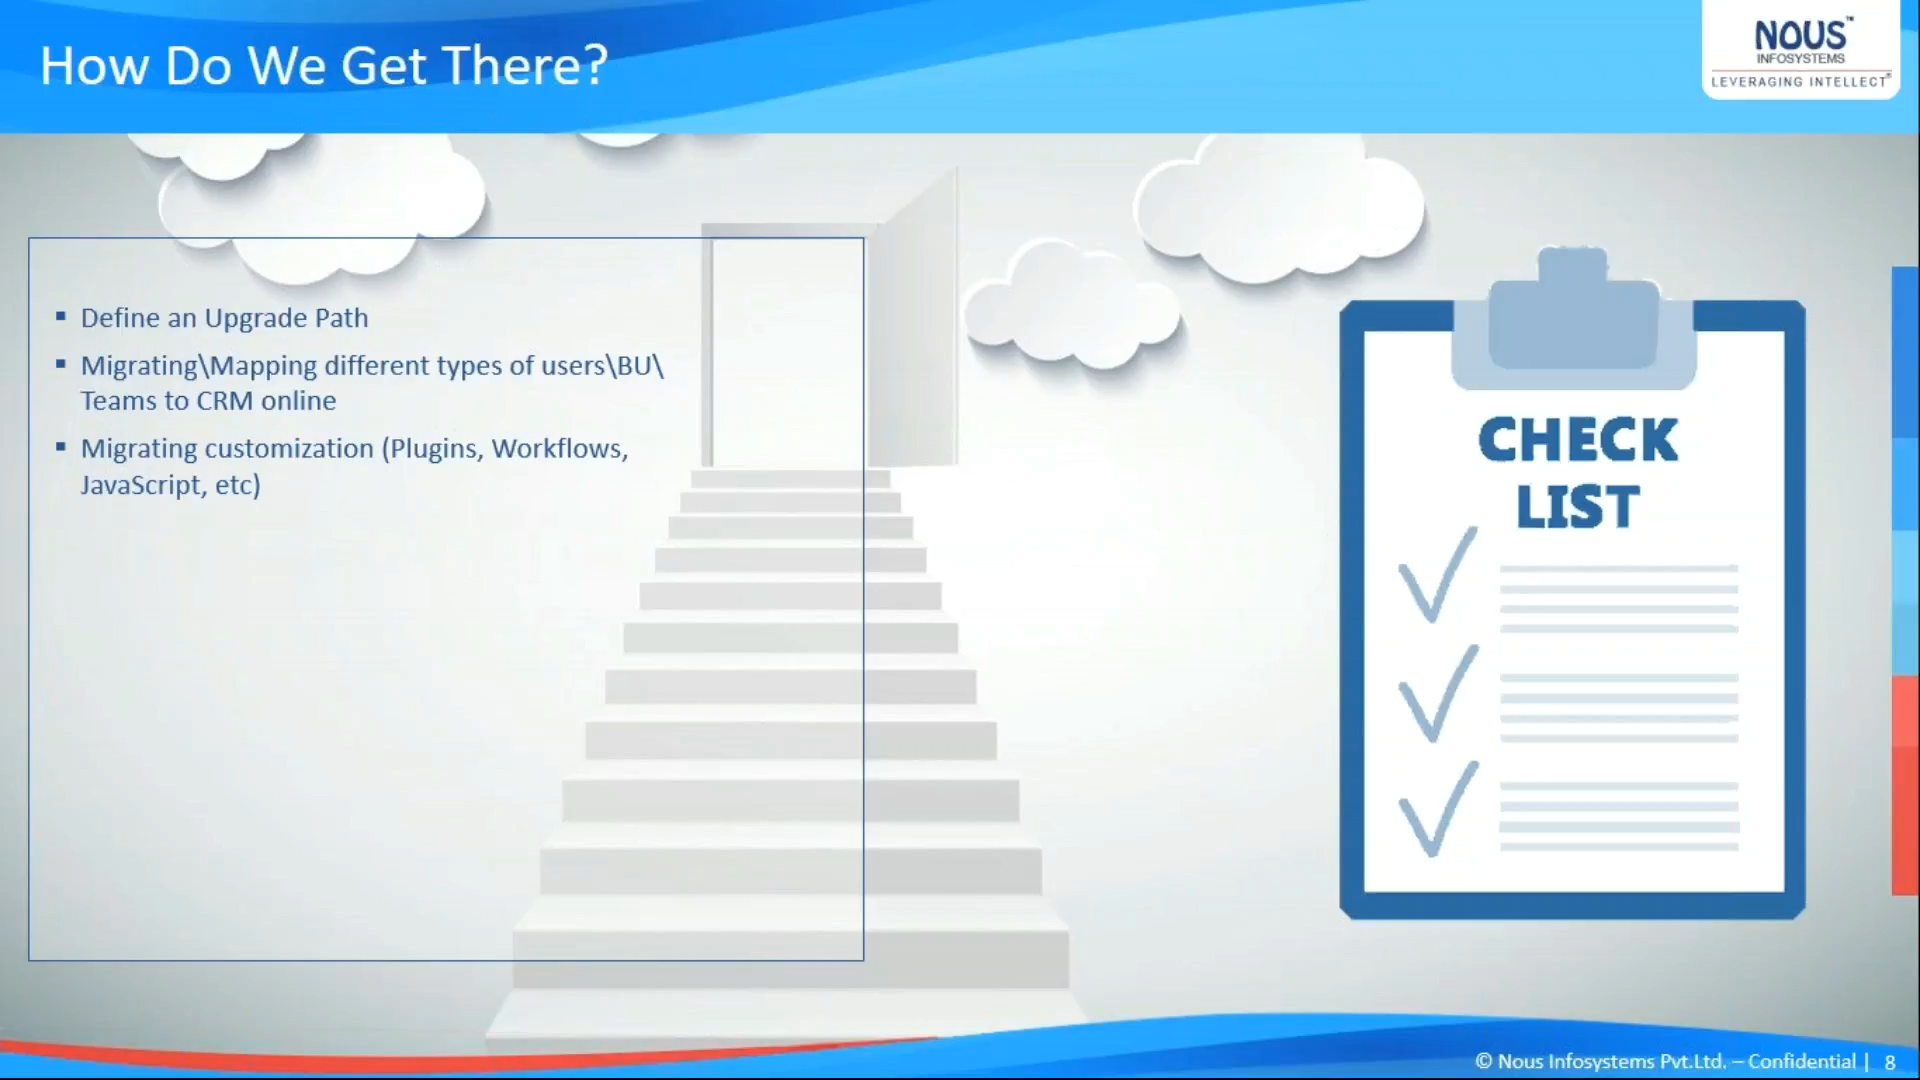 How Do We Get There?
NOUS™
INFOSYSTEMS
LEVERAGING INTELLECT®
▪ Define an Upgrade Path
▪ Migrating\Mapping different types of users\BU\
Teams to CRM online
▪ Migrating customization (Plugins, Workflows,
JavaScript, etc)
CHECK
LIST
© Nous Infosystems Pvt.Ltd. – Confidential | 8